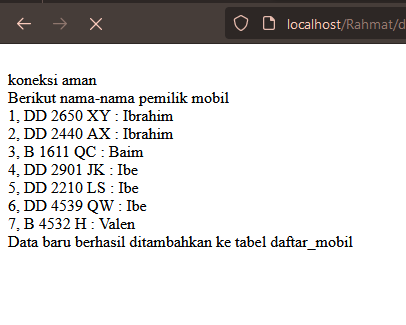 localhost/Rahmat/d
koneksi aman
Berikut nama-nama pemilik mobil
1, DD 2650 XY : Ibrahim
2, DD 2440 AX : Ibrahim
3, B 1611 QC : Baim
4, DD 2901 JK : Ibe
5, DD 2210 LS : Ibe
6, DD 4539 QW : Ibe
7, B 4532 H : Valen
Data baru berhasil ditambahkan ke tabel daftar_mobil